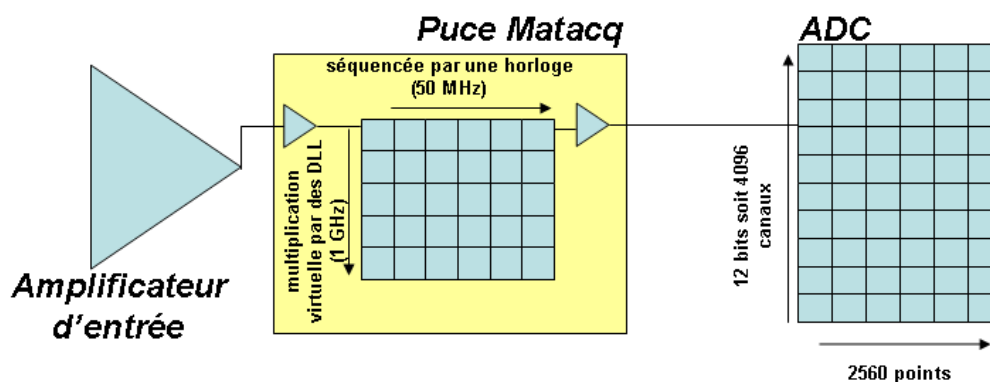 Puce Matacq
ADC
séquencée par une horloge
(50 MHz)
multiplication
virtuelle par des DLL
(1 GHz)
12 bits soit 4096
canaux
Amplificateur
d'entrée
2560 points